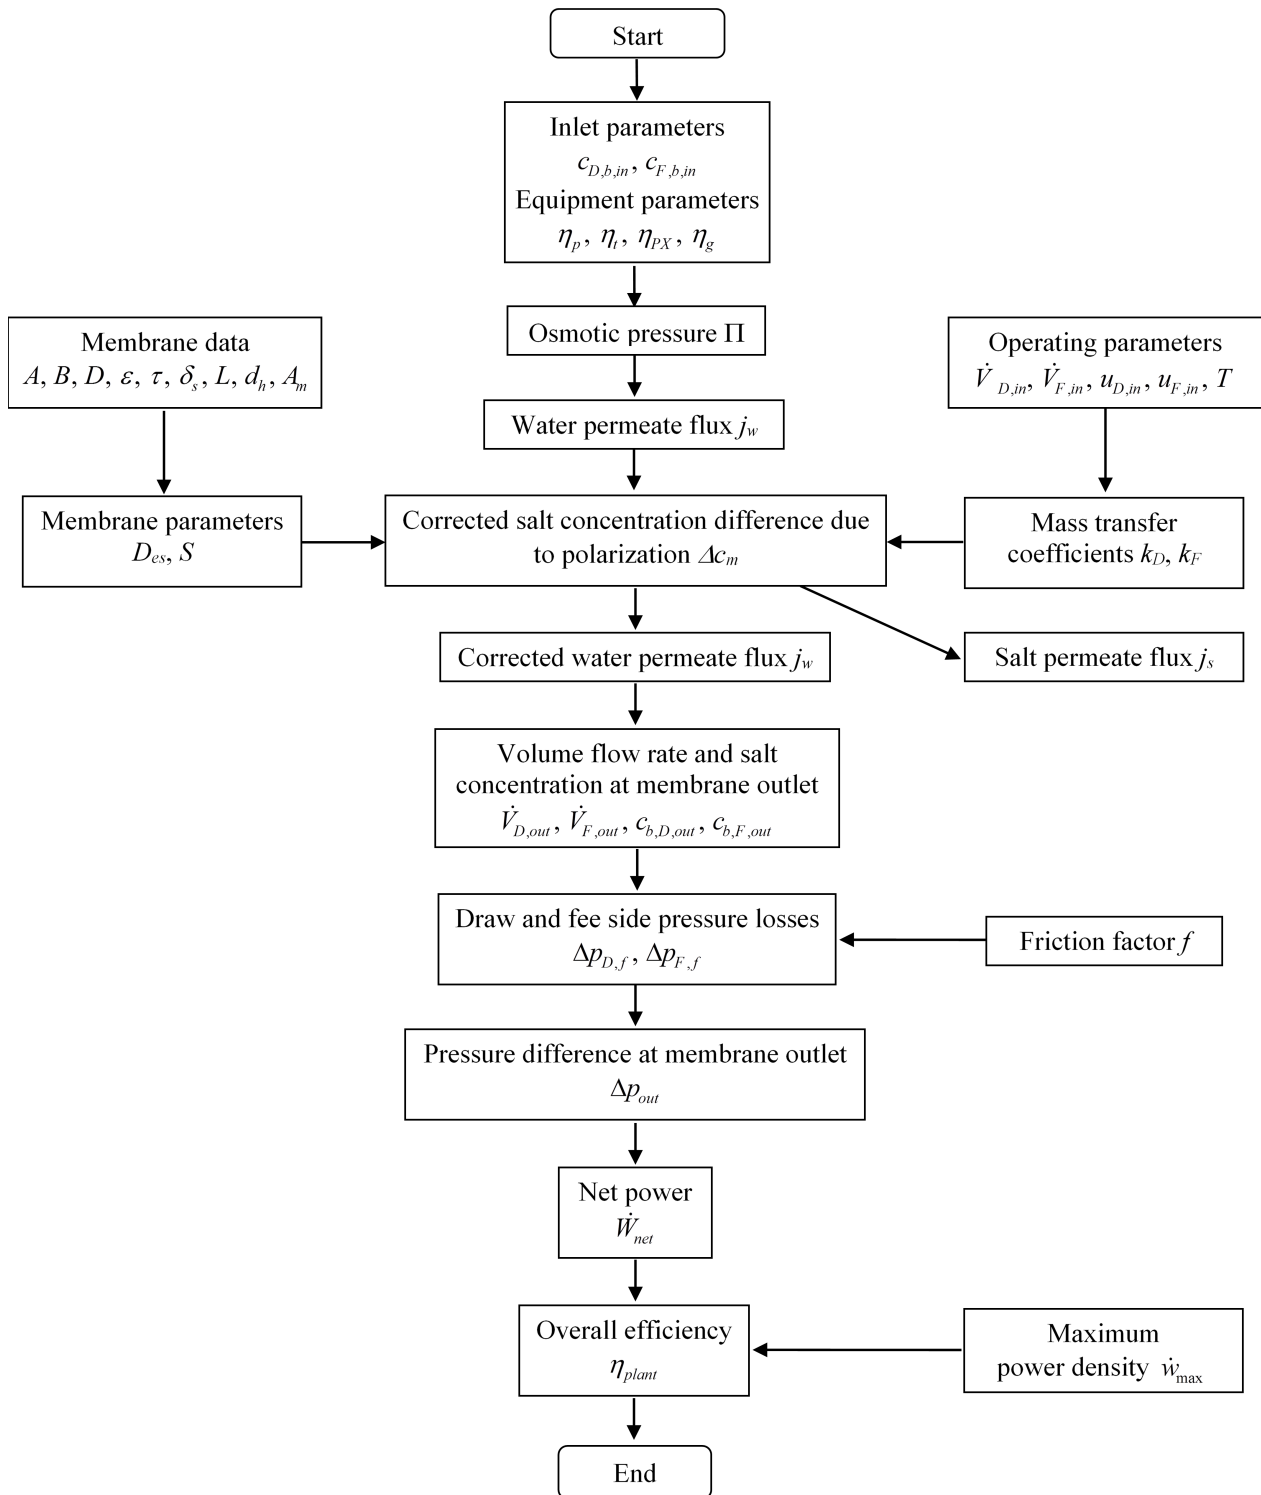 Start
Inlet parameters
c_{D,b,in}, c_{F,b,in}
Equipment parameters
η_p, η_t, η_{PX}, η_g
Osmotic pressure Π
Membrane data
A, B, D, ε, τ, δ_s, L, d_h, A_m
Operating parameters
V̇_{D,in}, V̇_{F,in}, u_{D,in}, u_{F,in}, T
Water permeate flux j_w
Membrane parameters
D_{es}, S
Corrected salt concentration difference due
to polarization Δc_m
Mass transfer
coefficients k_D, k_F
Corrected water permeate flux j_w
Salt permeate flux j_s
Volume flow rate and salt
concentration at membrane outlet
V̇_{D,out}, V̇_{F,out}, c_{b,D,out}, c_{b,F,out}
Draw and fee side pressure losses
Δp_{D,f}, Δp_{F,f}
Friction factor f
Pressure difference at membrane outlet
Δp_{out}
Net power
Ẇ_{net}
Overall efficiency
η_{plant}
Maximum
power density ẇ_{max}
End